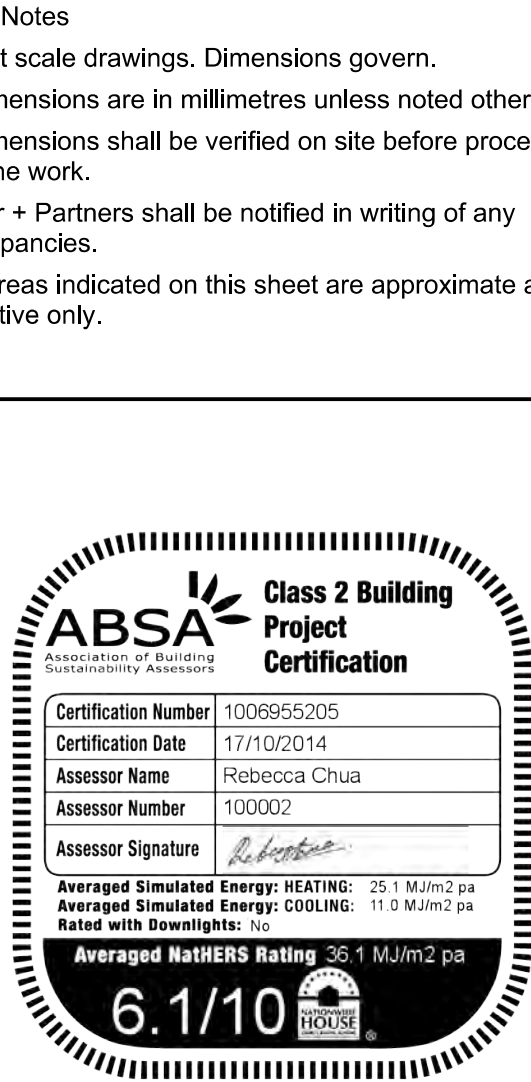 Notes
t scale drawings. Dimensions govern.
mensions are in millimetres unless noted other
mensions shall be verified on site before proce
ne work.
r + Partners shall be notified in writing of any
pancies.
reas indicated on this sheet are approximate a
tive only.
ABSA
Association of Building
Sustainability Assessors
Class 2 Building
Project
Certification
Certification Number 1006955205
Certification Date 17/10/2014
Assessor Name Rebecca Chua
Assessor Number 100002
Assessor Signature
Averaged Simulated Energy: HEATING: 25.1 MJ/m2 pa
Averaged Simulated Energy: COOLING: 11.0 MJ/m2 pa
Rated with Downlights: No
Averaged NatHERS Rating 36.1 MJ/m2 pa
6.1/10
NATIONWIDE
HOUSE
®